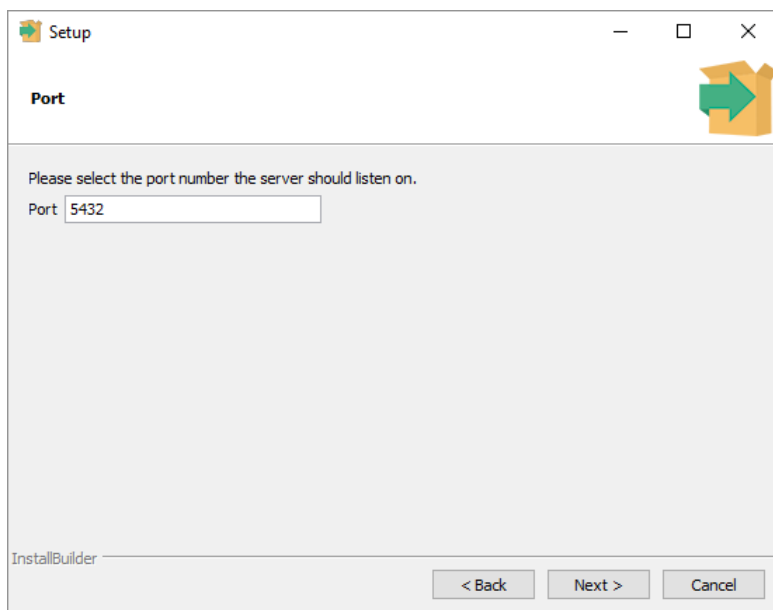 Setup
Port
Please select the port number the server should listen on.
Port 5432
InstallBuilder
< Back Next > Cancel